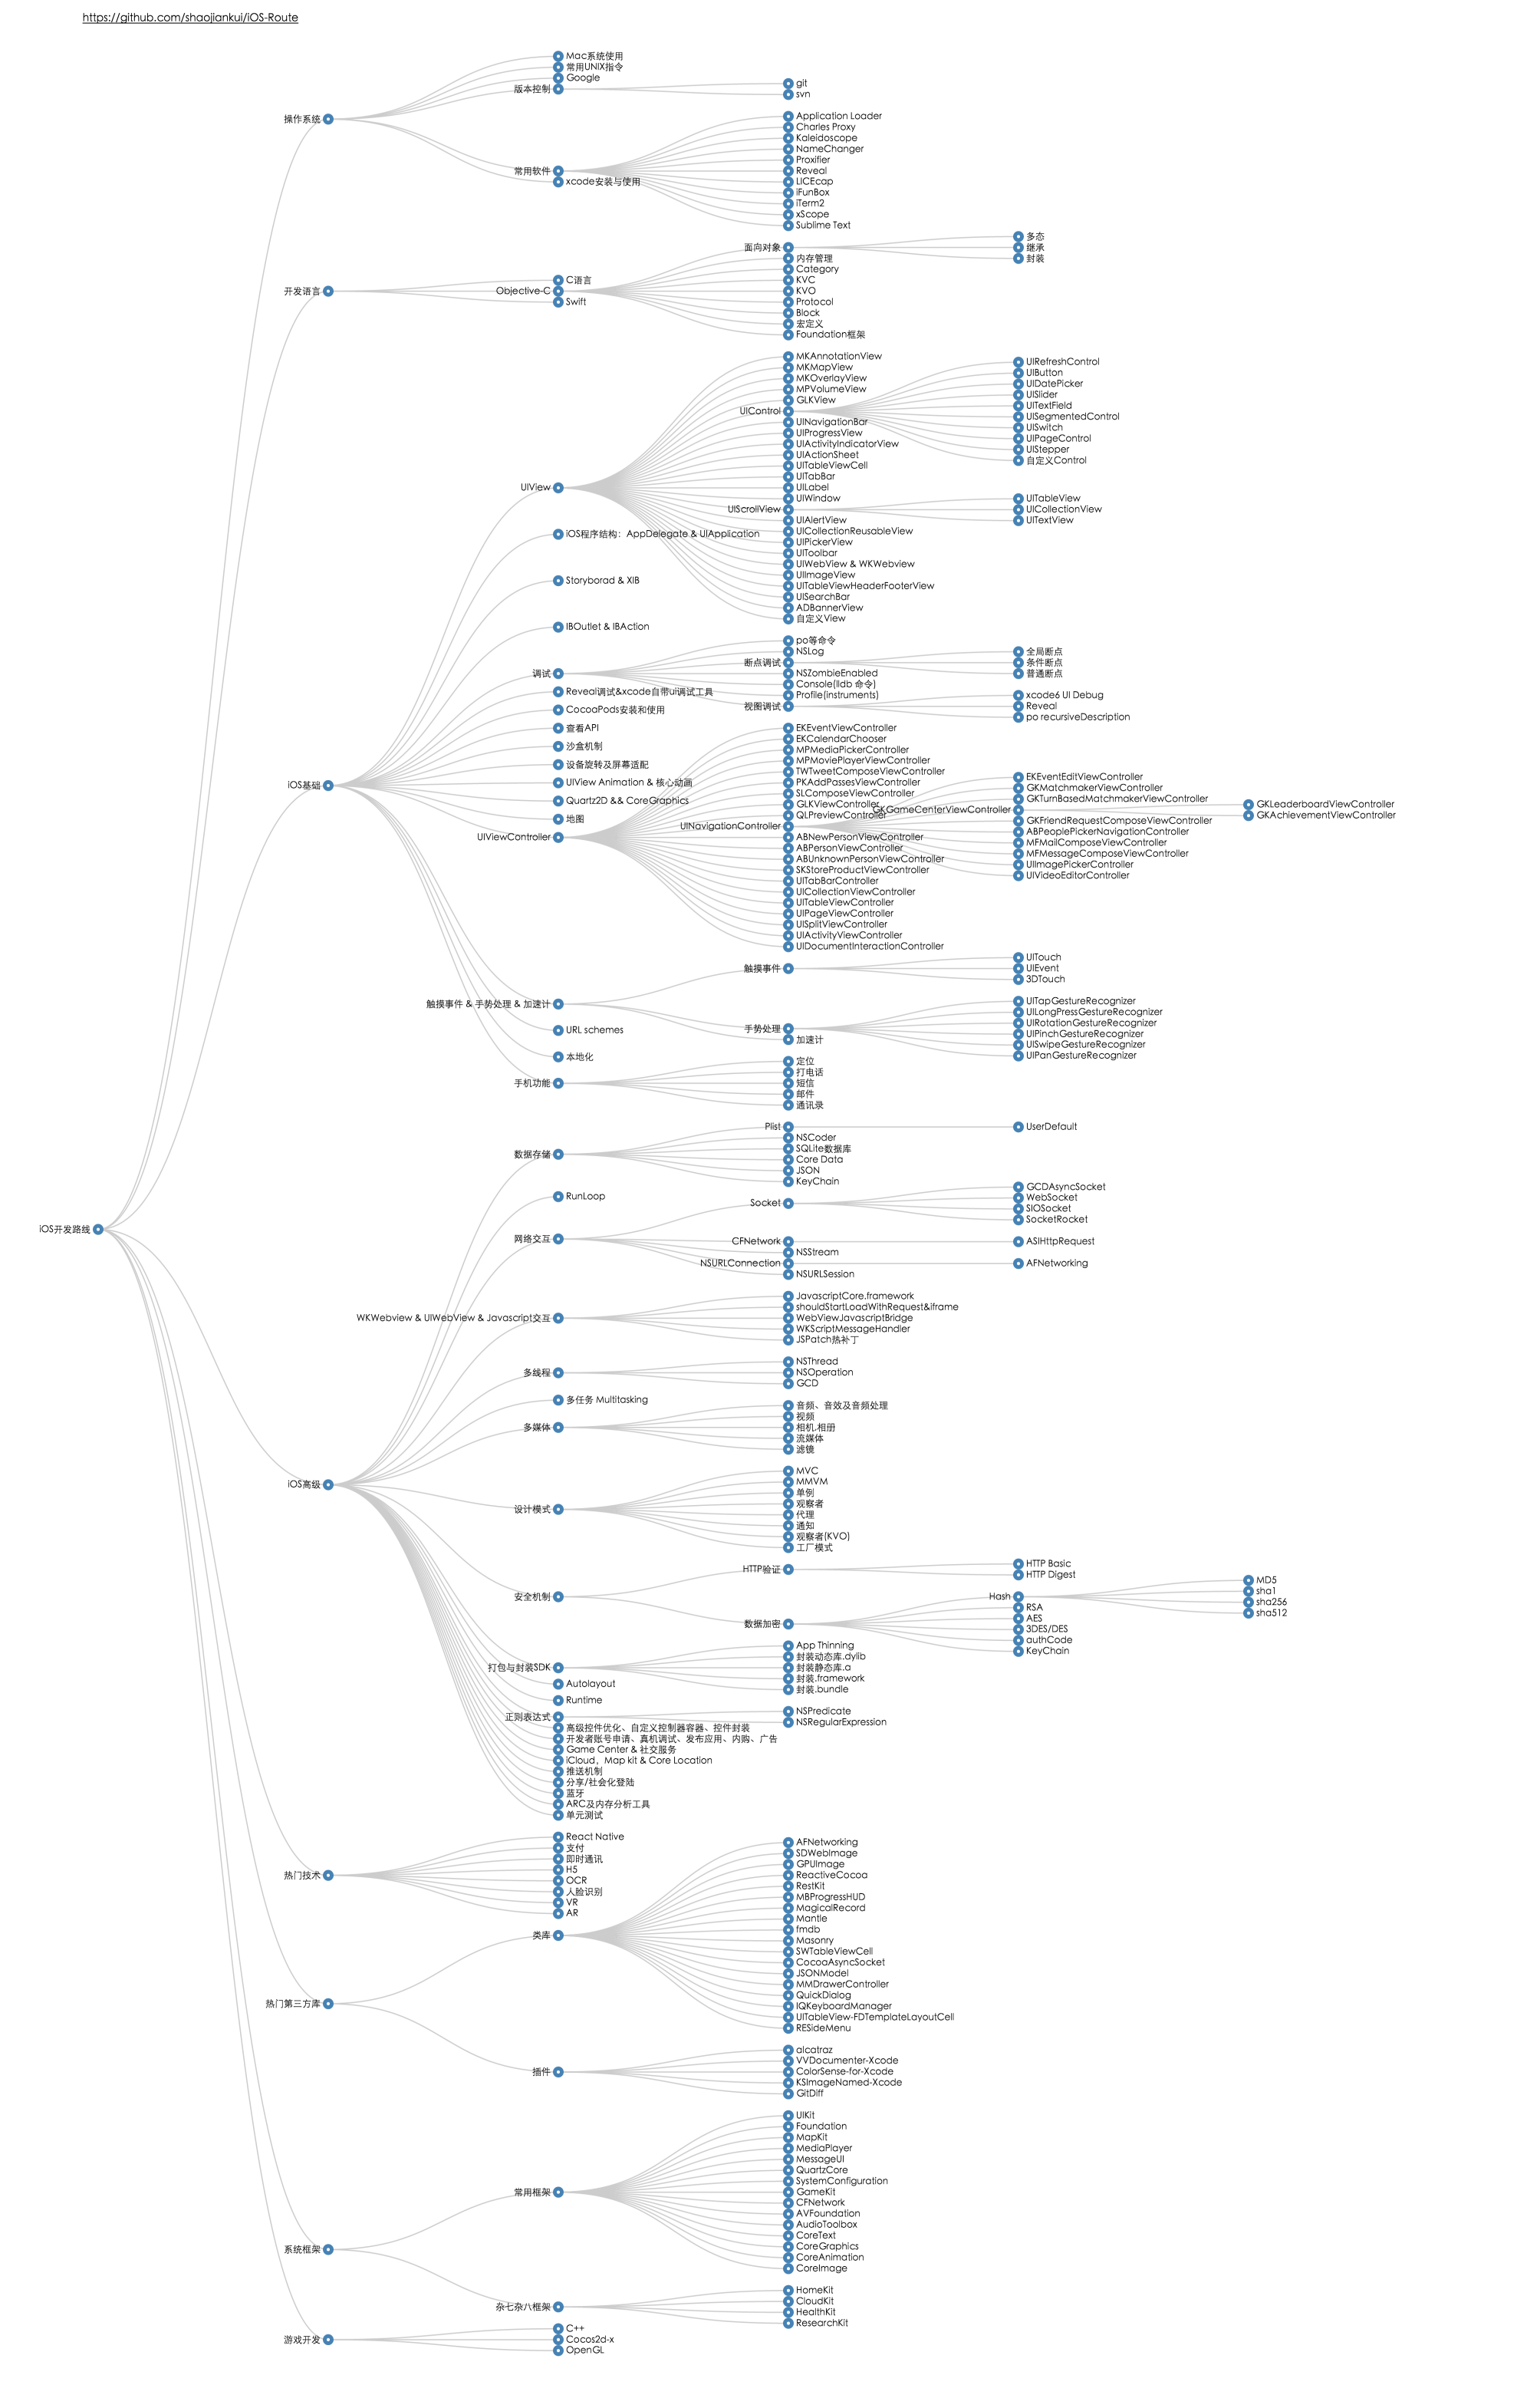 https://github.com/shaojiankui/iOS-Route
Mac系统使用
常用UNIX指令
Google
版本控制
git
svn
操作系统
Application Loader
Charles Proxy
Kaleidoscope
NameChanger
Proxifier
常用软件
Reveal
xcode安装与使用
LICEcap
iFunBox
iTerm2
xScope
Sublime Text
多态
面向对象
继承
内存管理
封装
Category
C语言
KVC
开发语言
Objective-C
KVO
Swift
Protocol
Block
宏定义
Foundation框架
MKAnnotationView
UIRefreshControl
MKMapView
UIButton
MKOverlayView
UIDatePicker
MPVolumeView
UISlider
GLKView
UITextField
UIControl
UISegmentedControl
UINavigationBar
UISwitch
UIProgressView
UIPageControl
UIActivityIndicatorView
UIStepper
UIActionSheet
自定义Control
UITableViewCell
UITabBar
UIView
UILabel
UIWindow
UITableView
UIScrollView
UICollectionView
UIAlertView
UITextView
UICollectionReusableView
iOS程序结构：AppDelegate & UIApplication
UIPickerView
UIToolbar
UIWebView & WKWebview
UIImageView
Storyborad & XIB
UITableViewHeaderFooterView
UISearchBar
ADBannerView
自定义View
IBOutlet & IBAction
po等命令
NSLog
全局断点
断点调试
条件断点
调试
NSZombieEnabled
普通断点
Console(lldb 命令)
Reveal调试&xcode自带ui调试工具
Profile(instruments)
xcode6 UI Debug
视图调试
Reveal
CocoaPods安装和使用
po recursiveDescription
查看API
EKEventViewController
EKCalendarChooser
沙盒机制
MPMediaPickerController
MPMoviePlayerViewController
设备旋转及屏幕适配
TWTweetComposeViewController
EKEventEditViewController
UIView Animation & 核心动画
PKAddPassesViewController
iOS基础
GKMatchmakerViewController
SLComposeViewController
GKTurnBasedMatchmakerViewController
Quartz2D && CoreGraphics
GLKViewController
GKGameCenterViewController
GKLeaderboardViewController
QLPreviewController
GKAchievementViewController
地图
GKFriendRequestComposeViewController
UINavigationController
ABPeoplePickerNavigationController
UIViewController
ABNewPersonViewController
MFMailComposeViewController
ABPersonViewController
MFMessageComposeViewController
ABUnknownPersonViewController
UIImagePickerController
SKStoreProductViewController
UIVideoEditorController
UITabBarController
UICollectionViewController
UITableViewController
UIPageViewController
UISplitViewController
UIActivityViewController
UIDocumentInteractionController
UITouch
触摸事件
UIEvent
3DTouch
触摸事件 & 手势处理 & 加速计
UITapGestureRecognizer
UILongPressGestureRecognizer
UIRotationGestureRecognizer
URL schemes
手势处理
UIPinchGestureRecognizer
加速计
UISwipeGestureRecognizer
本地化
UIPanGestureRecognizer
定位
打电话
手机功能
短信
邮件
通讯录
Plist
UserDefault
NSCoder
SQLite数据库
数据存储
Core Data
JSON
KeyChain
RunLoop
GCDAsyncSocket
WebSocket
Socket
SIOSocket
SocketRocket
iOS开发路线
网络交互
CFNetwork
ASIHttpRequest
NSStream
NSURLConnection
AFNetworking
NSURLSession
JavascriptCore.framework
shouldStartLoadWithRequest&iframe
WKWebview & UIWebView & Javascript交互
WebViewJavascriptBridge
WKScriptMessageHandler
JSPatch热补丁
NSThread
多线程
NSOperation
GCD
多任务 Multitasking
音频、音效及音频处理
视频
多媒体
相机,相册
流媒体
滤镜
MVC
MMVM
iOS高级
单例
观察者
设计模式
代理
通知
观察者(KVO)
工厂模式
HTTP Basic
HTTP验证
HTTP Digest
MD5
sha1
安全机制
Hash
sha256
RSA
sha512
AES
数据加密
3DES/DES
authCode
App Thinning
KeyChain
封装动态库.dylib
打包与封装SDK
封装静态库.a
封装.framework
Autolayout
封装.bundle
Runtime
NSPredicate
正则表达式
NSRegularExpression
高级控件优化、自定义控制器容器、控件封装
开发者账号申请、真机调试、发布应用、内购、广告
Game Center & 社交服务
iCloud，Map kit & Core Location
推送机制
分享/社会化登陆
蓝牙
ARC及内存分析工具
单元测试
React Native
AFNetworking
支付
SDWebImage
即时通讯
GPUImage
H5
热门技术
ReactiveCocoa
OCR
RestKit
人脸识别
MBProgressHUD
VR
MagicalRecord
AR
Mantle
fmdb
类库
Masonry
SWTableViewCell
CocoaAsyncSocket
JSONModel
MMDrawerController
QuickDialog
热门第三方库
IQKeyboardManager
UITableView-FDTemplateLayoutCell
RESideMenu
alcatraz
VVDocumenter-Xcode
插件
ColorSense-for-Xcode
KSImageNamed-Xcode
GitDiff
UIKit
Foundation
MapKit
MediaPlayer
MessageUI
QuartzCore
SystemConfiguration
常用框架
GameKit
CFNetwork
AVFoundation
AudioToolbox
CoreText
系统框架
CoreGraphics
CoreAnimation
CoreImage
HomeKit
CloudKit
杂七杂八框架
HealthKit
ResearchKit
C++
游戏开发
Cocos2d-x
OpenGL